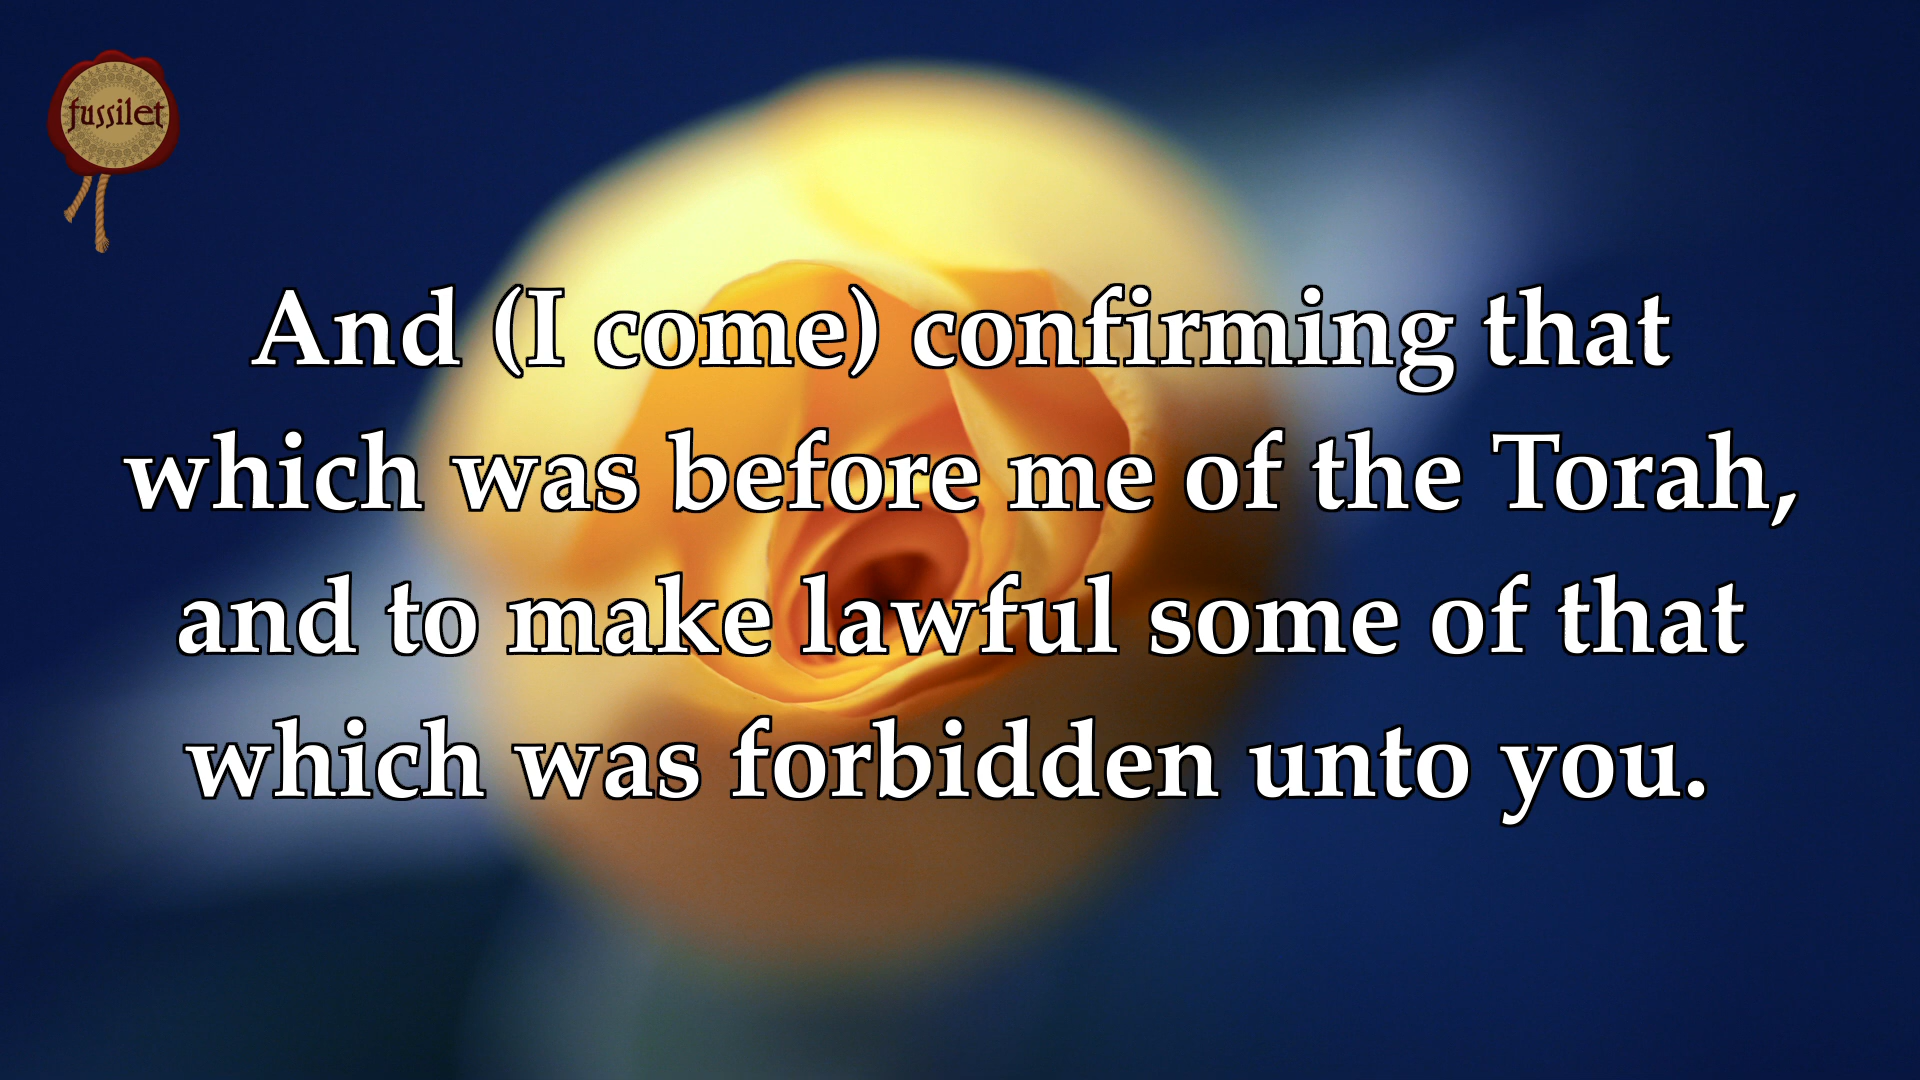 fussilet
And (I come) confirming that
which was before me of the Torah,
and to make lawful some of that
which was forbidden unto you.